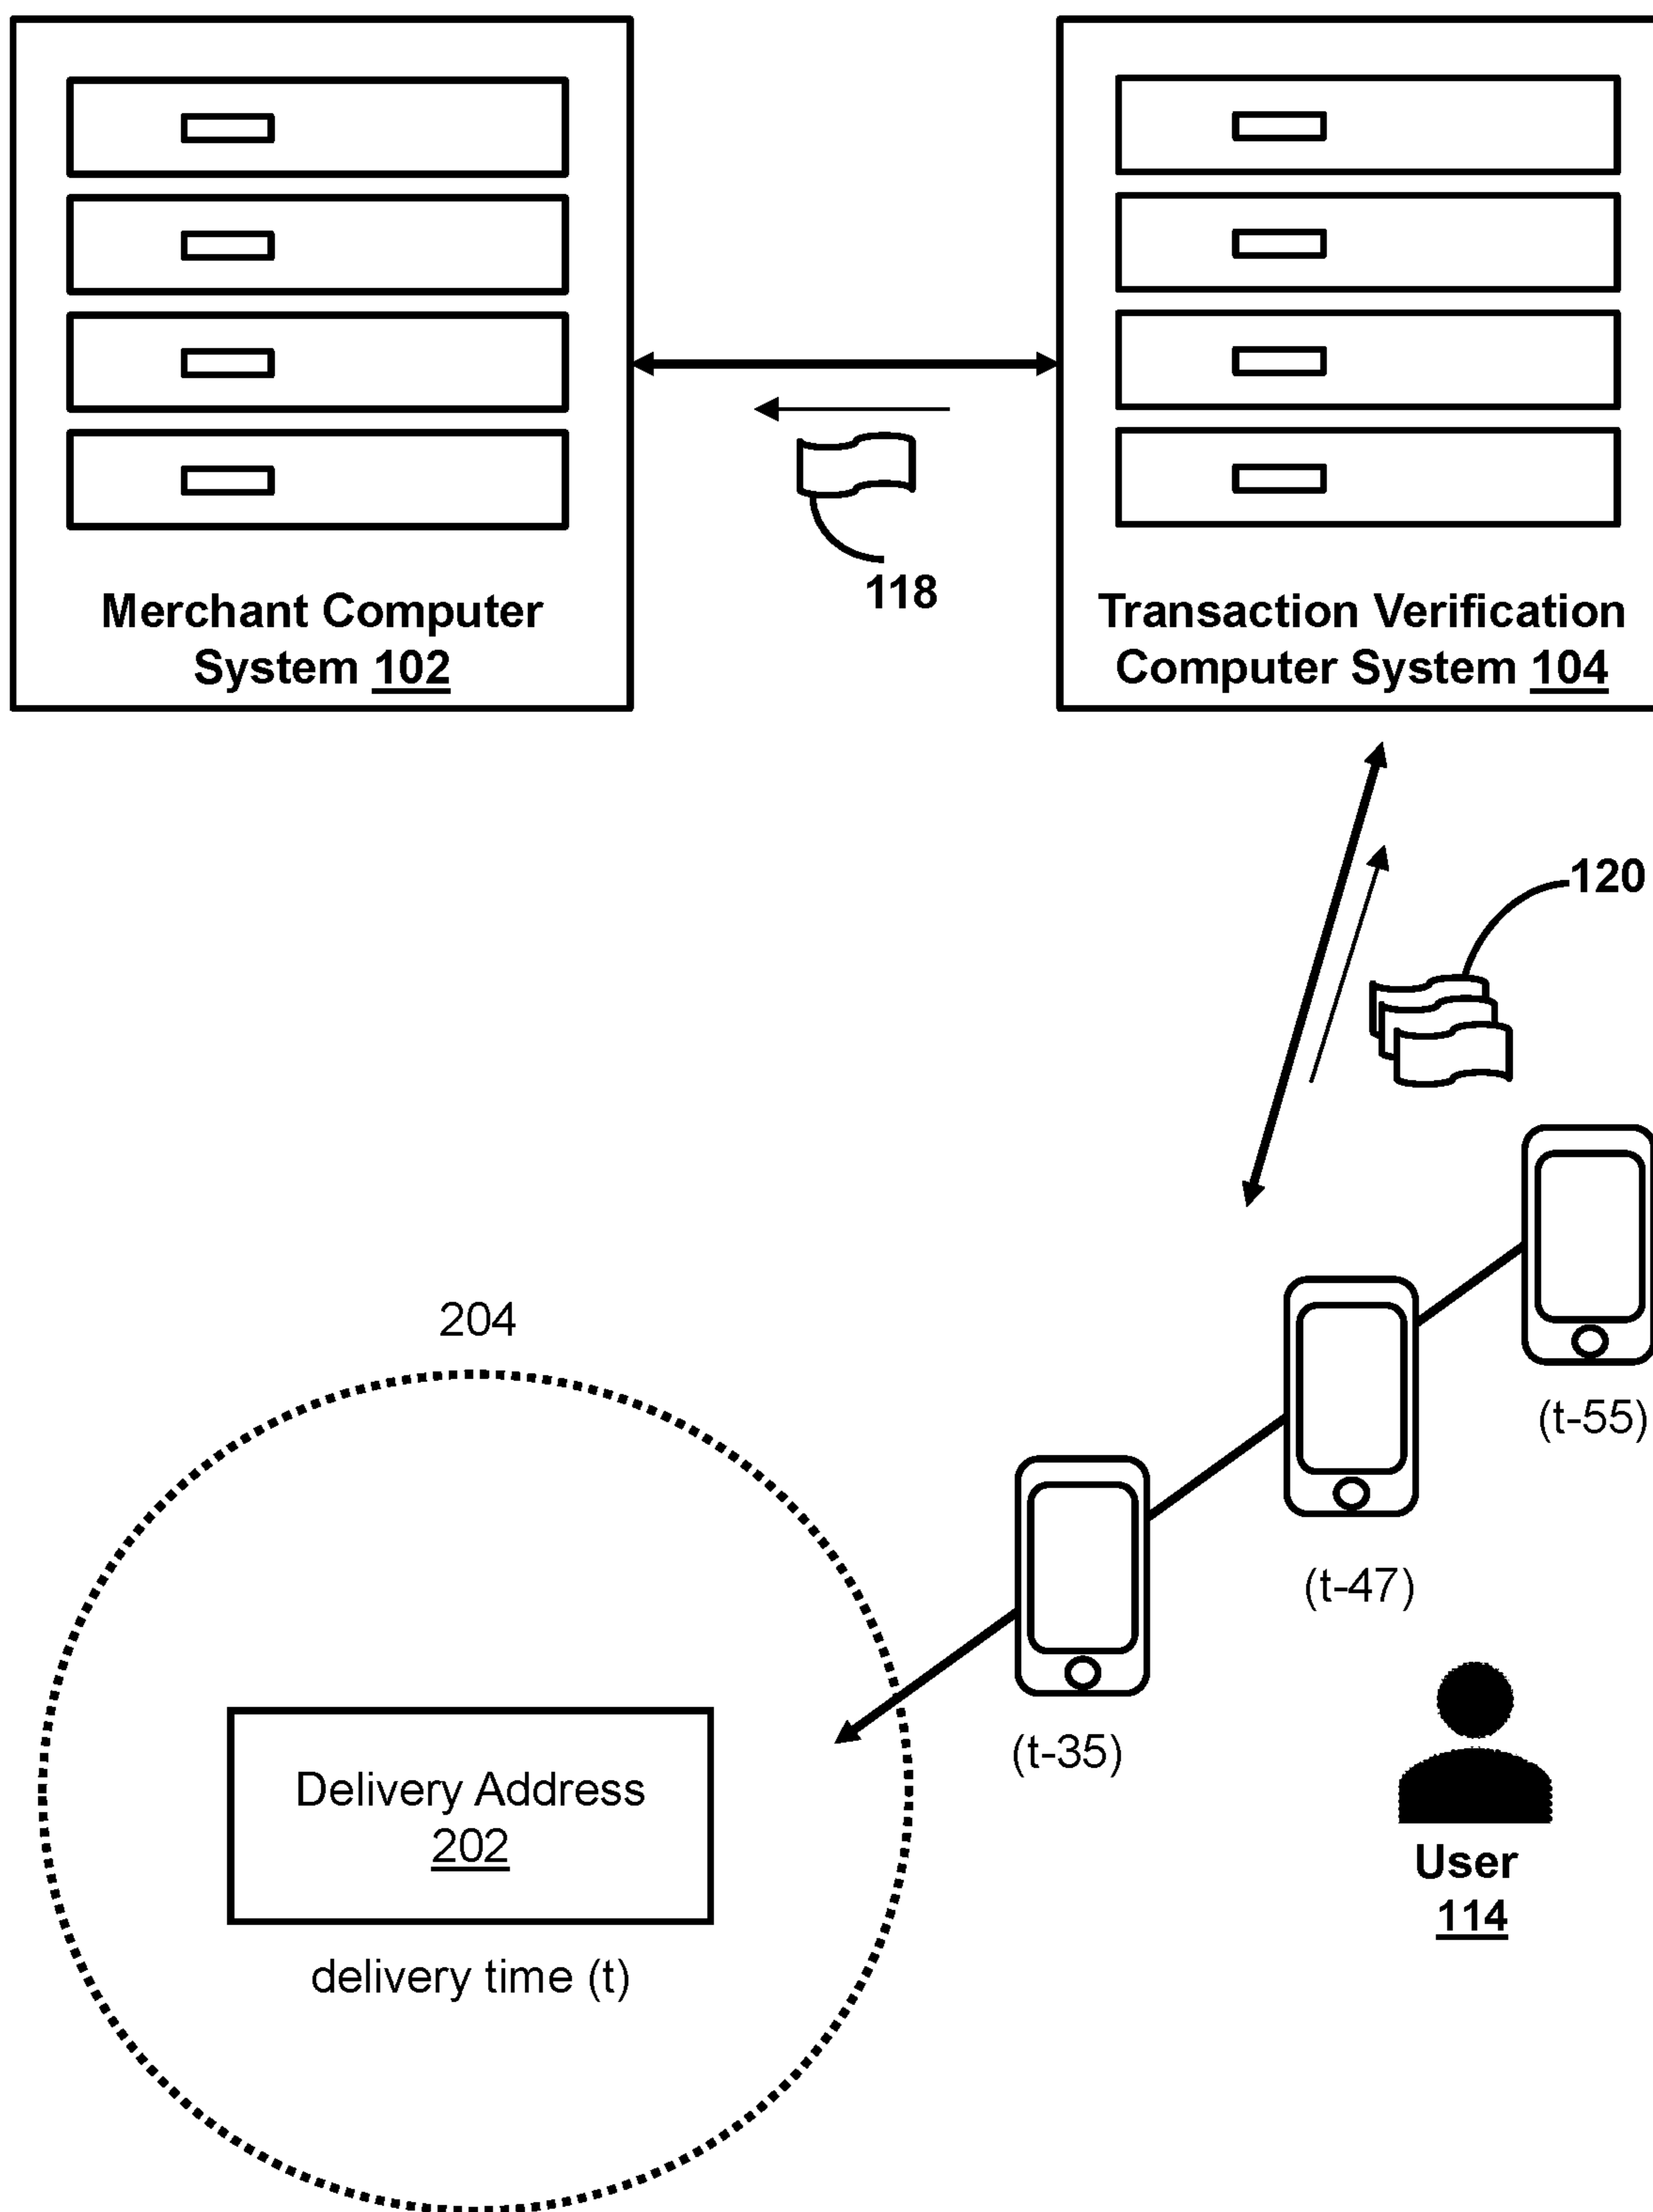 Merchant Computer
System 102
118
Transaction Verification
Computer System 104
120
204
(t-55)
(t-47)
(t-35)
Delivery Address
202
delivery time (t)
User
114